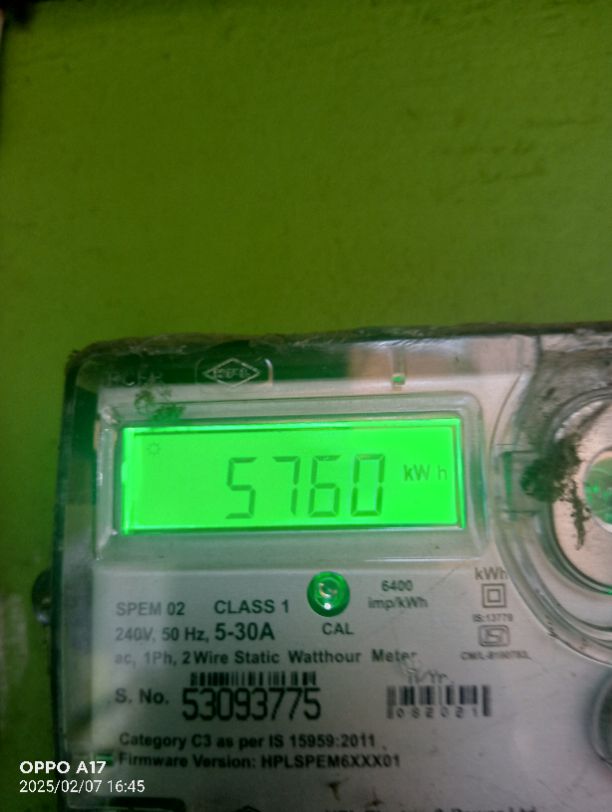 5760 kWh
SPEM 02 CLASS 1
6400 imp/kWh
kWh
240V, 50 Hz, 5-30A
CAL
IS:13779
ac, 1Ph, 2 Wire Static Watthour Meter
S. No. 53093775
082021
Category C3 as per IS 15959:2011
Firmware Version: HPLSPEM6XXX01
OPPO A17
2025/02/07 16:45